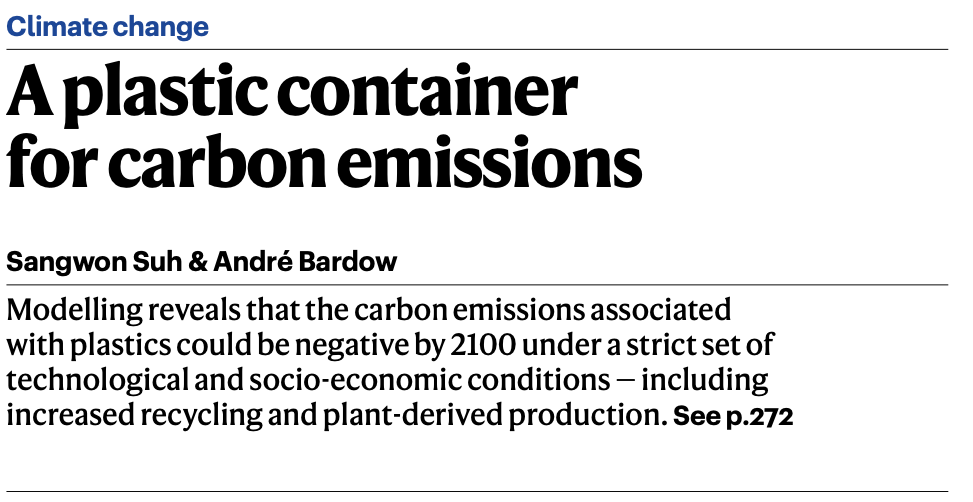 Climate change
A plastic container
for carbon emissions
Sangwon Suh & André Bardow
Modelling reveals that the carbon emissions associated
with plastics could be negative by 2100 under a strict set of
technological and socio-economic conditions — including
increased recycling and plant-derived production. See p.272